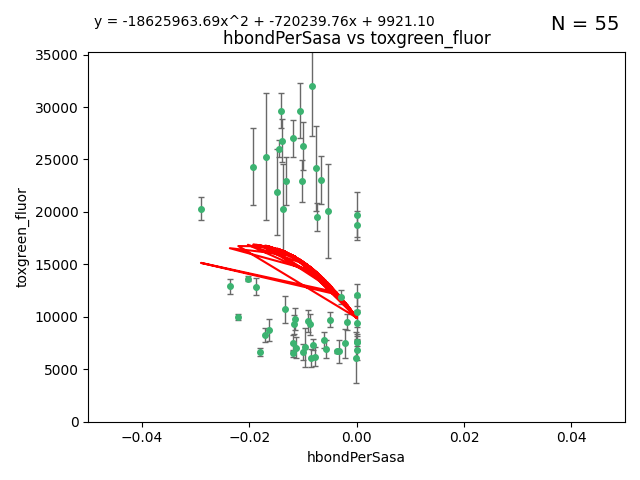 y = -18625963.69x^2 + -720239.76x + 9921.10
N = 55
hbondPerSasa vs toxgreen_fluor
35000
30000
25000
20000
15000
10000
5000
0
toxgreen_fluor
−0.04
−0.02
0.00
0.02
0.04
hbondPerSasa